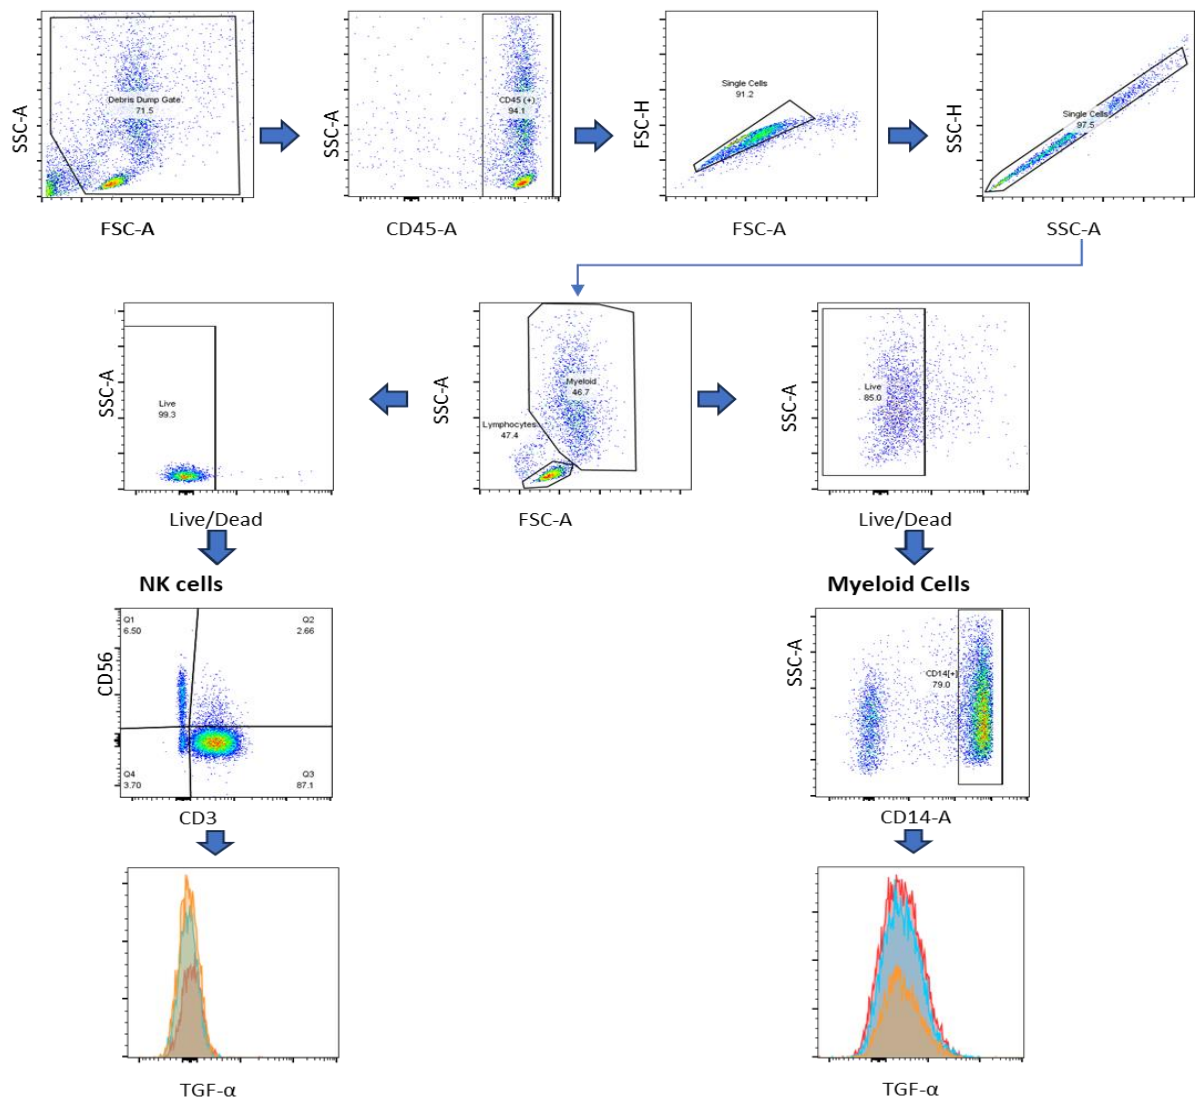 SSC-A
Debris Dump Gate
71.5
FSC-A
SSC-A
CD45 (+)
94.1
CD45-A
FSC-H
Single Cells
91.2
FSC-A
SSC-H
Single Cells
97.5
SSC-A
SSC-A
Live
99.3
Live/Dead
SSC-A
Myeloid
46.7
Lymphocytes
47.4
FSC-A
SSC-A
Live
85.0
Live/Dead
NK cells
CD56
Q1
6.50
Q2
2.66
Q4
3.70
Q3
87.1
CD3
Myeloid Cells
SSC-A
CD14[+]
79.0
CD14-A
TGF-α
TGF-α